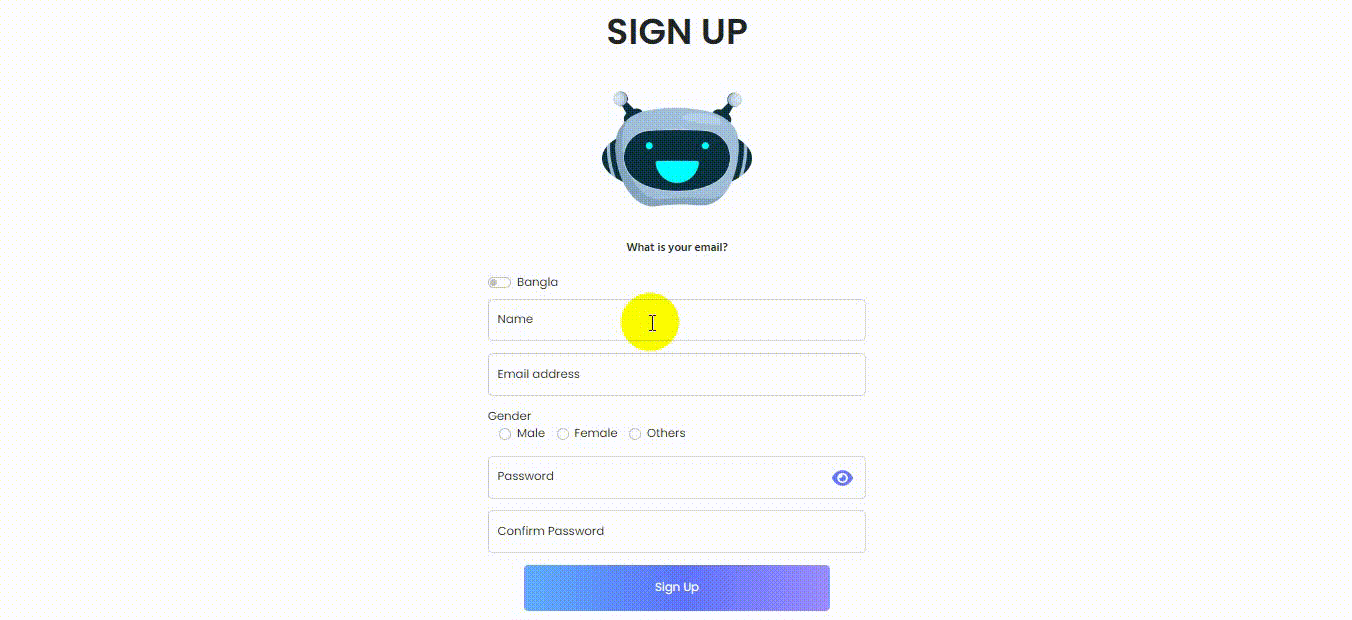 SIGN UP
What is your email?
Bangla
Name
Email address
Gender
Male Female Others
Password
Confirm Password
Sign Up